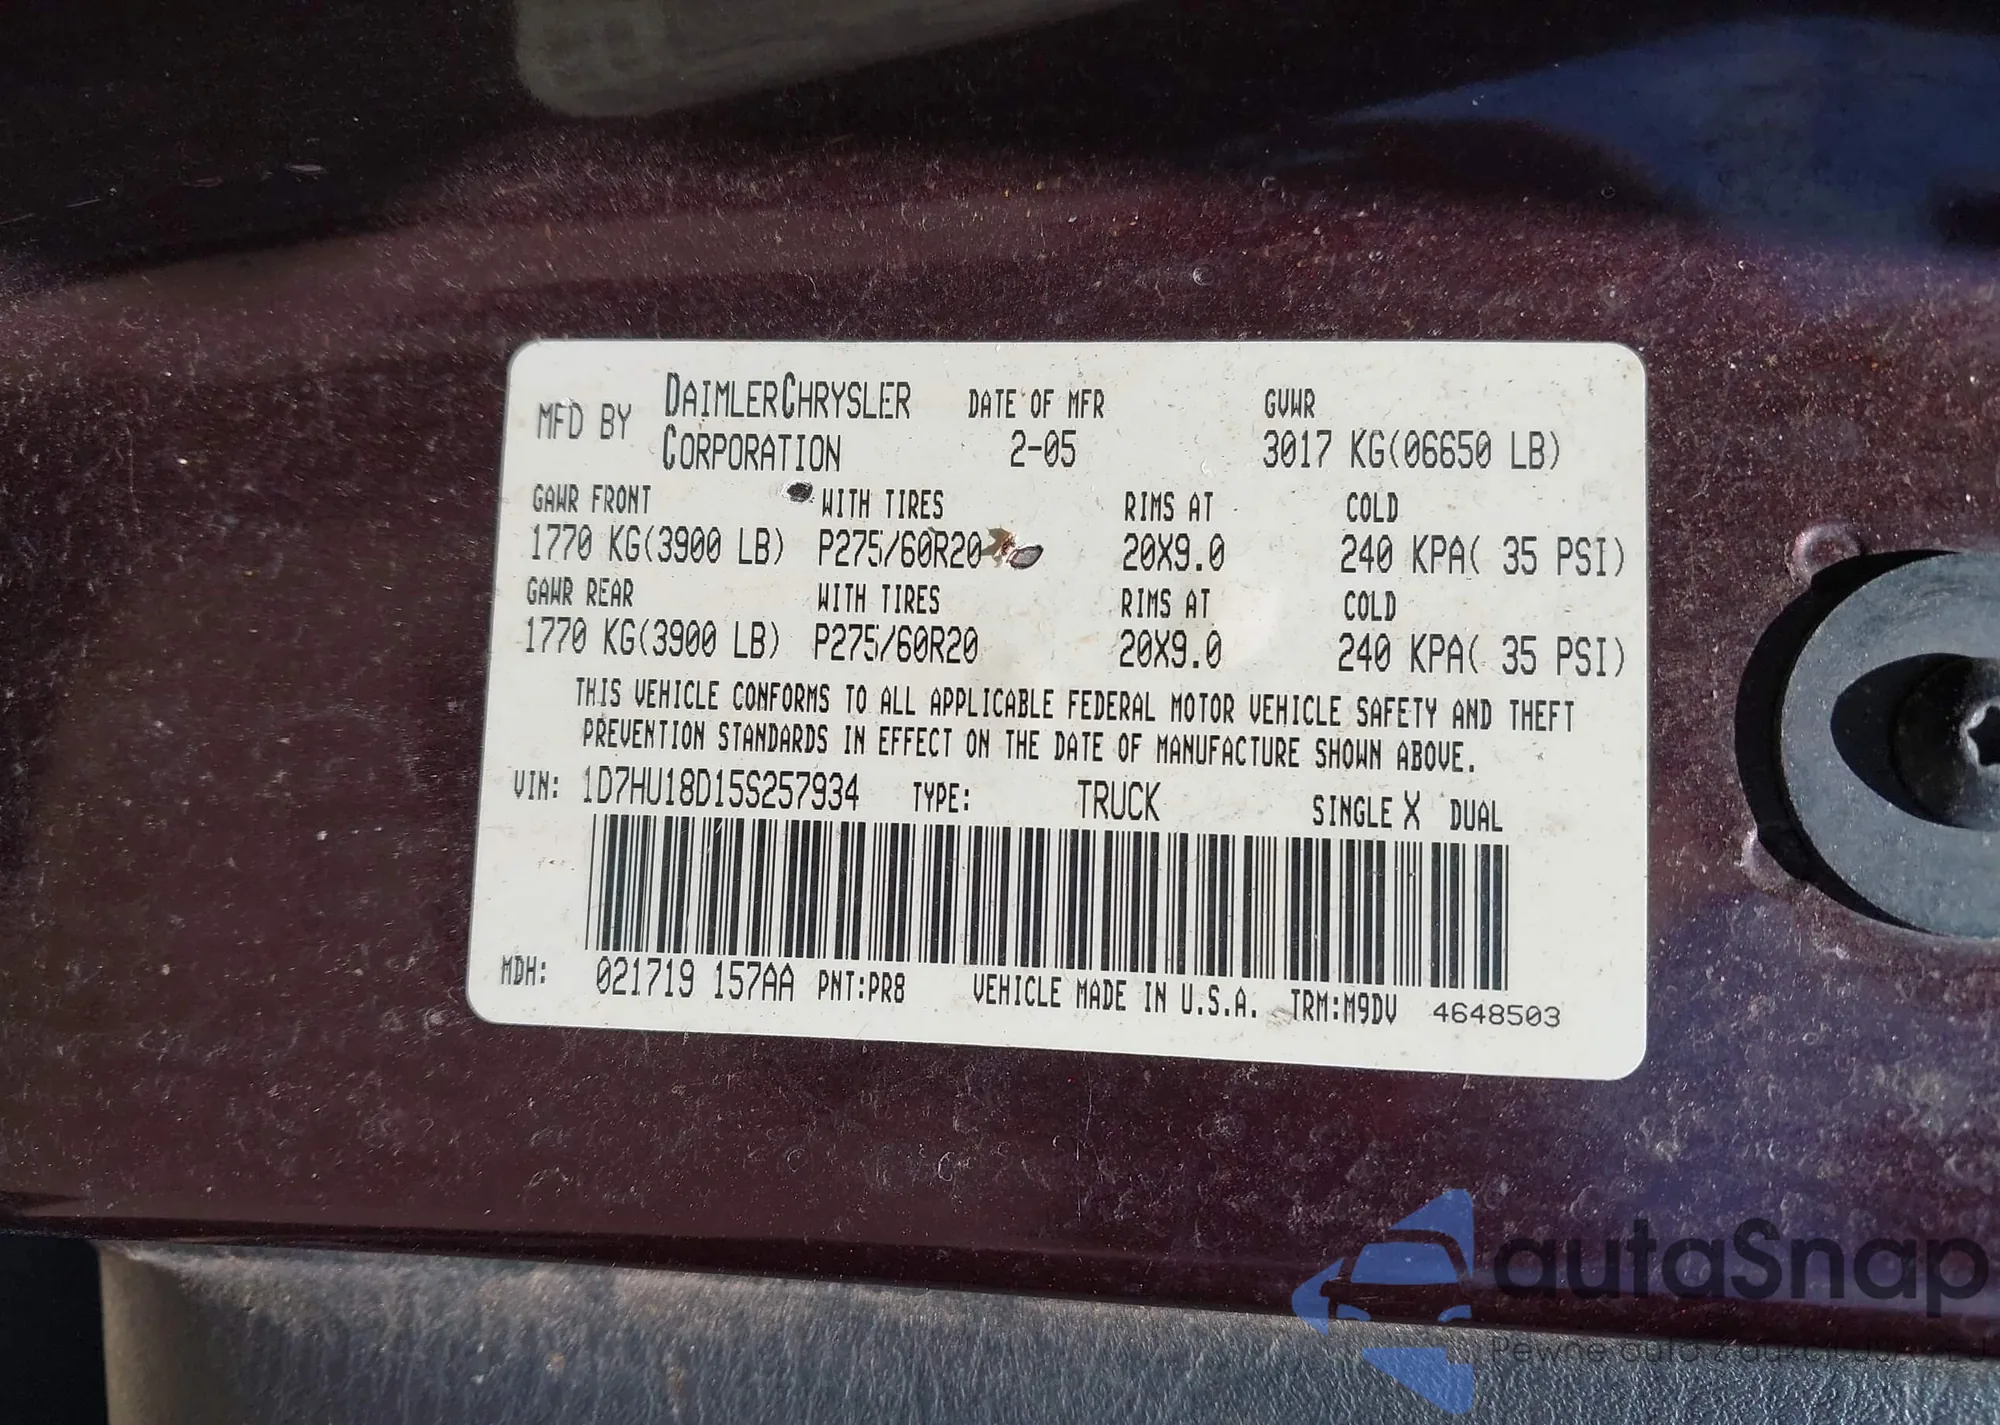 MFD BY DAIMLERCHRYSLER CORPORATION DATE OF MFR 2-05 GVWR 3017 KG(06650 LB)
GAWR FRONT WITH TIRES RIMS AT COLD
1770 KG(3900 LB) P275/60R20 20X9.0 240 KPA( 35 PSI)
GAWR REAR WITH TIRES RIMS AT COLD
1770 KG(3900 LB) P275/60R20 20X9.0 240 KPA( 35 PSI)
THIS VEHICLE CONFORMS TO ALL APPLICABLE FEDERAL MOTOR VEHICLE SAFETY AND THEFT
PREVENTION STANDARDS IN EFFECT ON THE DATE OF MANUFACTURE SHOWN ABOVE.
VIN: 1D7HU18D15S257934 TYPE: TRUCK SINGLE X DUAL
MDH: 021719 157AA PNT:PR8 VEHICLE MADE IN U.S.A. TRM:M9DV 4648503
autaSnap
Pewne auto z